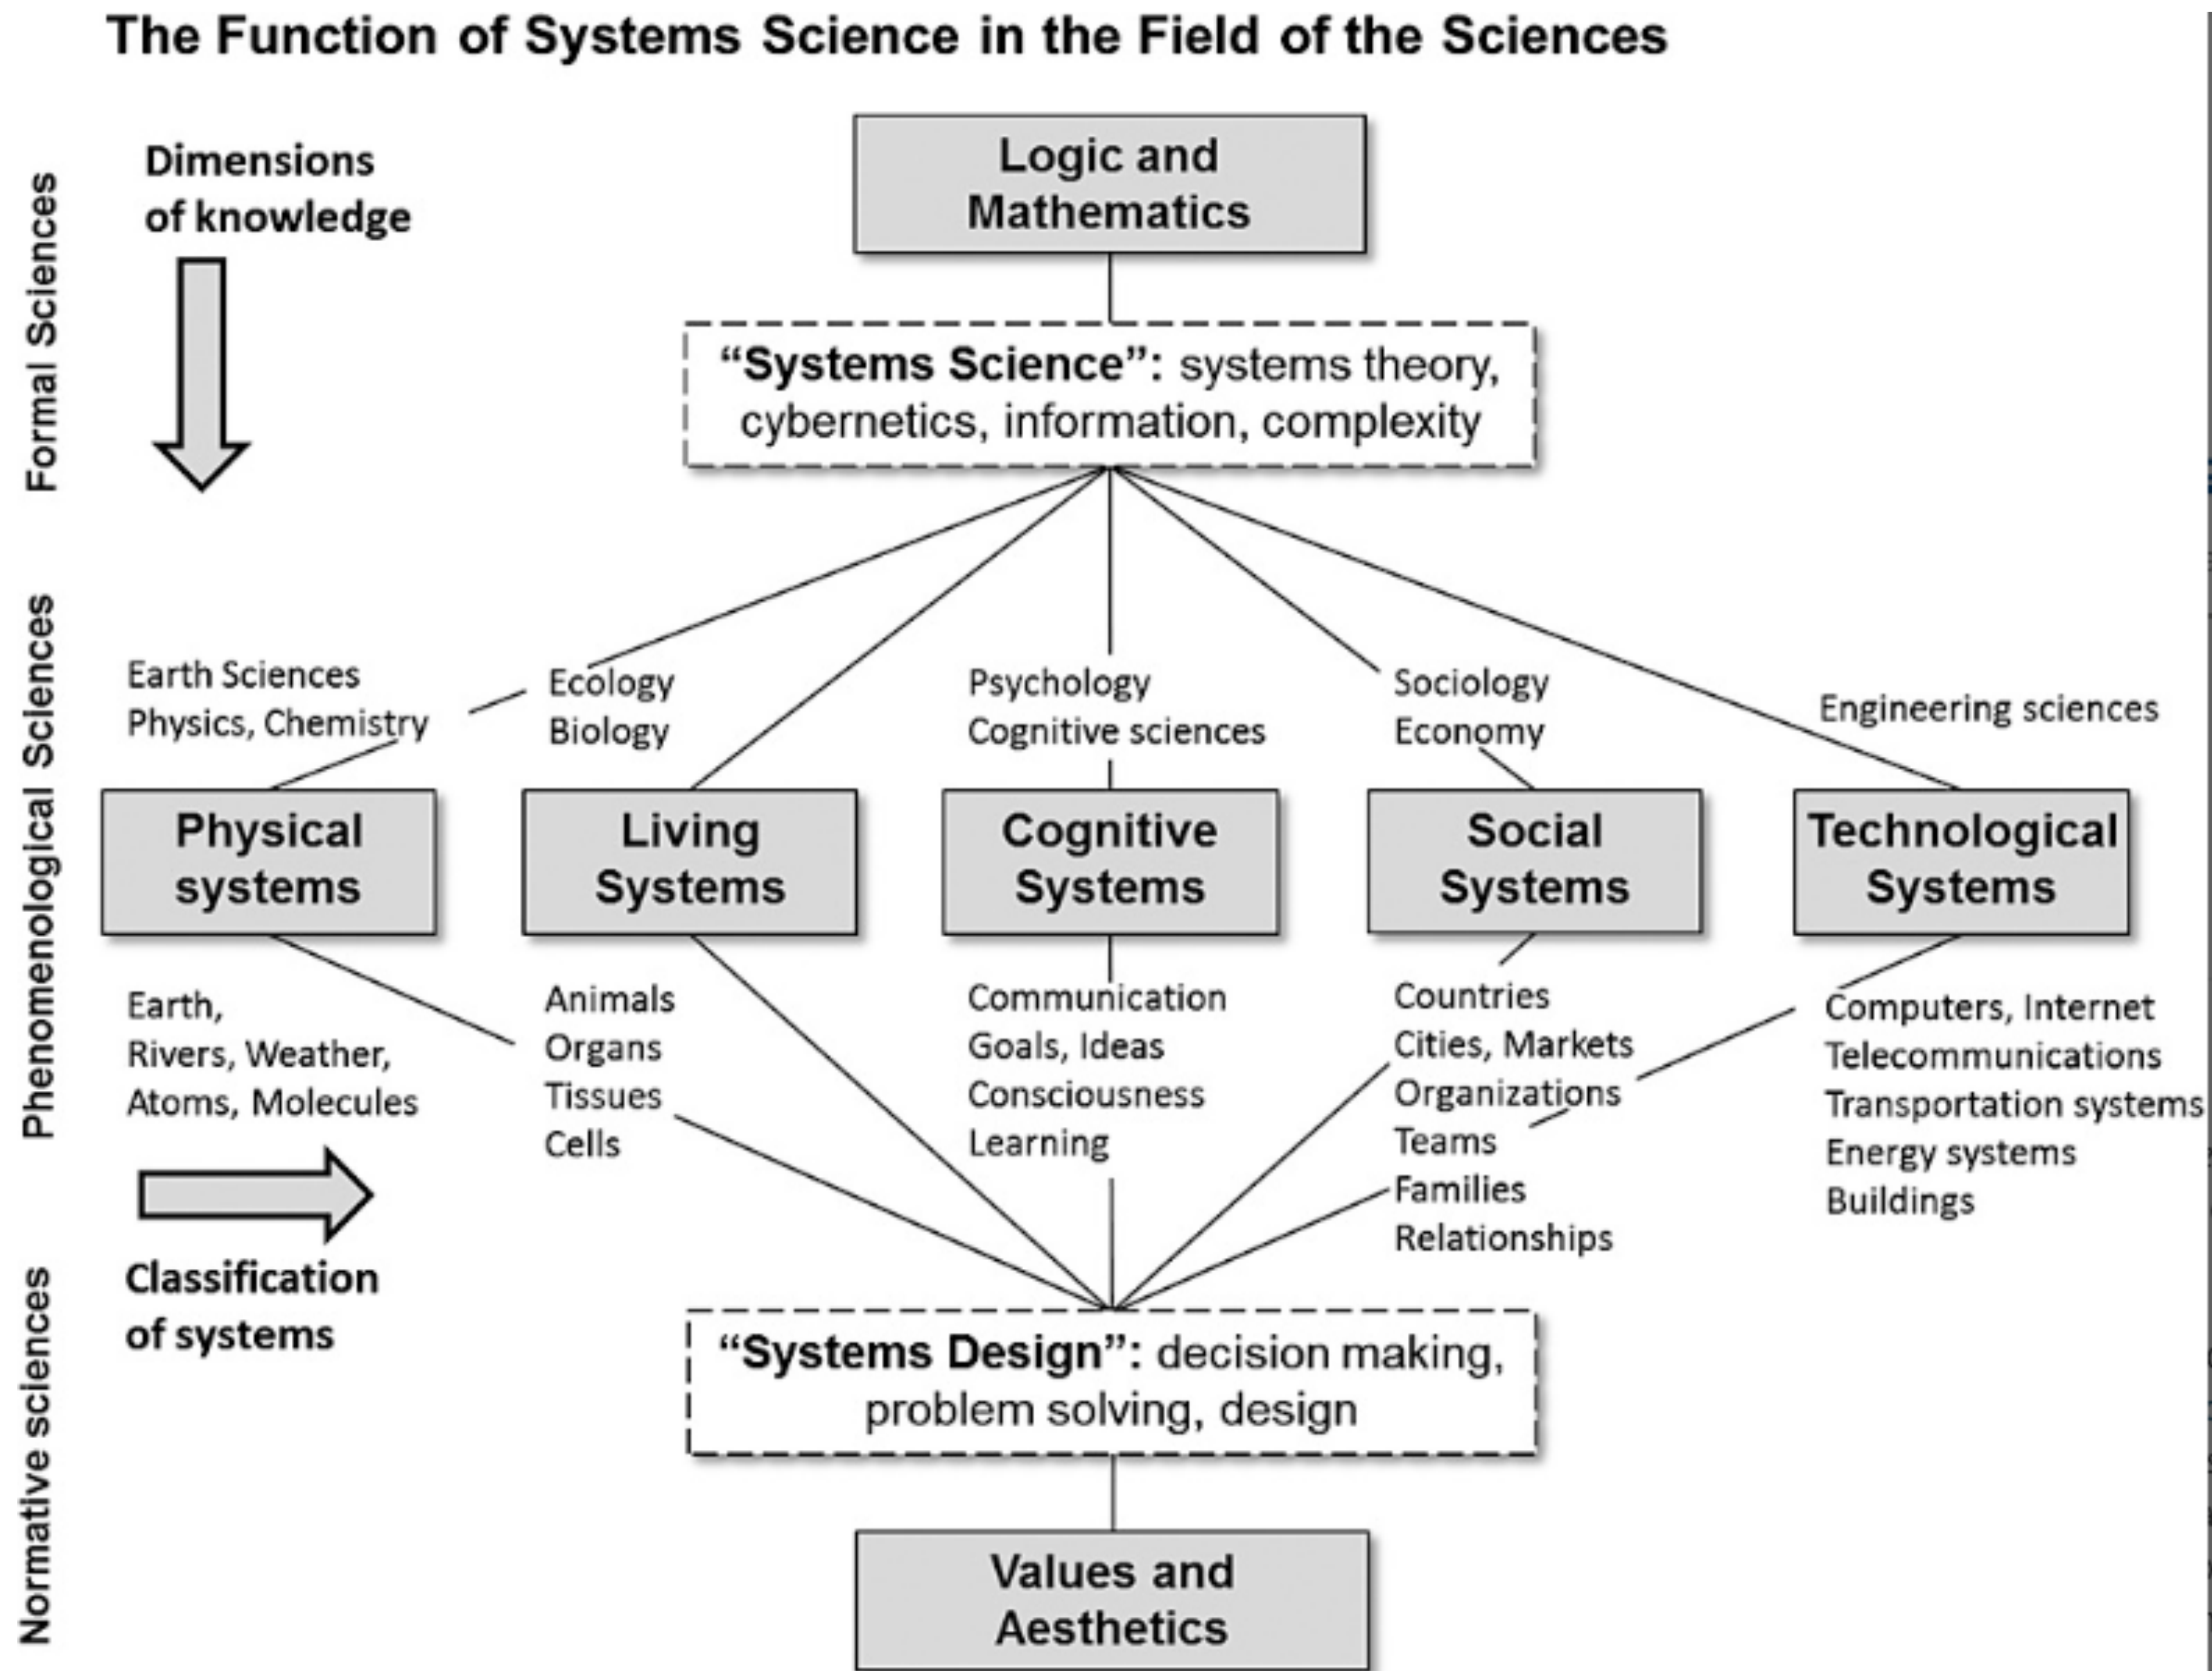 The Function of Systems Science in the Field of the Sciences
Formal Sciences
Dimensions
of knowledge
Logic and
Mathematics
“Systems Science”: systems theory,
cybernetics, information, complexity
Phenomenological Sciences
Earth Sciences
Physics, Chemistry
Ecology
Biology
Psychology
Cognitive sciences
Sociology
Economy
Engineering sciences
Physical
systems
Living
Systems
Cognitive
Systems
Social
Systems
Technological
Systems
Earth,
Rivers, Weather,
Atoms, Molecules
Animals
Organs
Tissues
Cells
Communication
Goals, Ideas
Consciousness
Learning
Countries
Cities, Markets
Organizations
Teams
Families
Relationships
Computers, Internet
Telecommunications
Transportation systems
Energy systems
Buildings
Classification
of systems
Normative sciences
“Systems Design”: decision making,
problem solving, design
Values and
Aesthetics